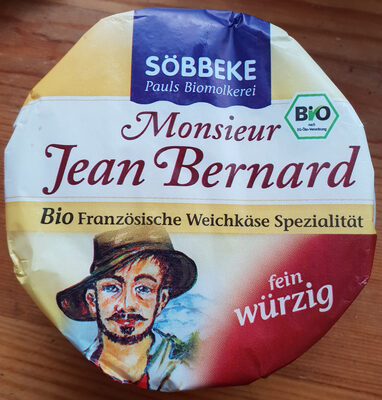 SÖBBEKE
Pauls Biomolkerei
Monsieur
Bio
nach
EG-Öko-Verordnung
Jean Bernard
Bio Französische Weichkäse Spezialität
fein
würzig